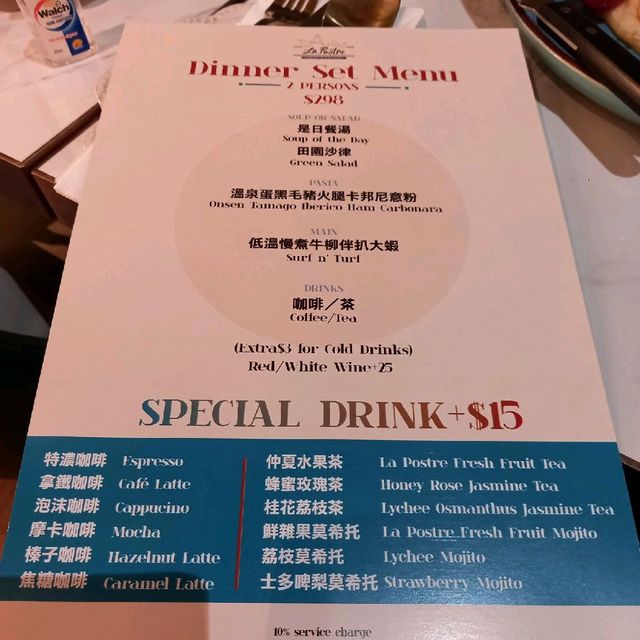 Walch
La Postre
Dinner Set Menu
2 PERSONS
$298
SOUP OR SALAD
是日餐湯
Soup of the Day
田園沙律
Green Salad
PASTA
溫泉蛋黑毛豬火腿卡邦尼意粉
Onsen Tamago Iberico Ham Carbonara
MAIN
低溫慢煮牛柳伴扒大蝦
Surf n' Turf
DRINKS
咖啡／茶
Coffee/Tea
(Extra$3 for Cold Drinks)
Red/White Wine+25
SPECIAL DRINK+$15
特濃咖啡 Espresso
拿鐵咖啡 Café Latte
泡沫咖啡 Cappucino
摩卡咖啡 Mocha
榛子咖啡 Hazelnut Latte
焦糖咖啡 Caramel Latte
仲夏水果茶 La Postre Fresh Fruit Tea
蜂蜜玫瑰茶 Honey Rose Jasmine Tea
桂花荔枝茶 Lychee Osmanthus Jasmine Tea
鮮雜果莫希托 La Postre Fresh Fruit Mojito
荔枝莫希托 Lychee Mojito
士多啤梨莫希托 Strawberry Mojito
10% service charge